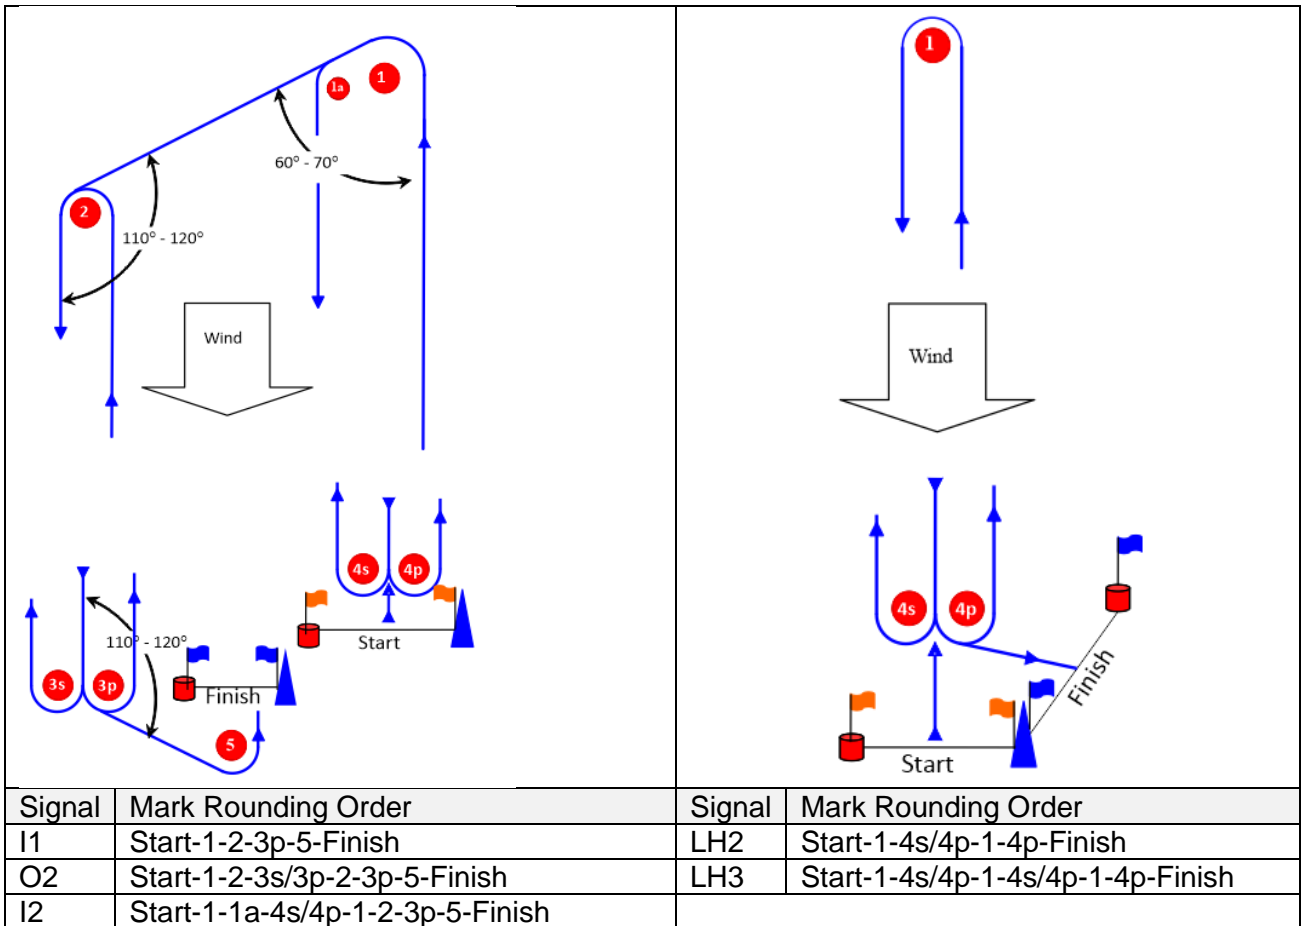 1
1a
60° - 70°
2
110° - 120°
Wind
4s 4p
Start
110° - 120°
3s 3p
Finish
5
1
Wind
4s 4p
Finish
Start
Signal Mark Rounding Order
I1 Start-1-2-3p-5-Finish
O2 Start-1-2-3s/3p-2-3p-5-Finish
I2 Start-1-1a-4s/4p-1-2-3p-5-Finish
Signal Mark Rounding Order
LH2 Start-1-4s/4p-1-4p-Finish
LH3 Start-1-4s/4p-1-4s/4p-1-4p-Finish